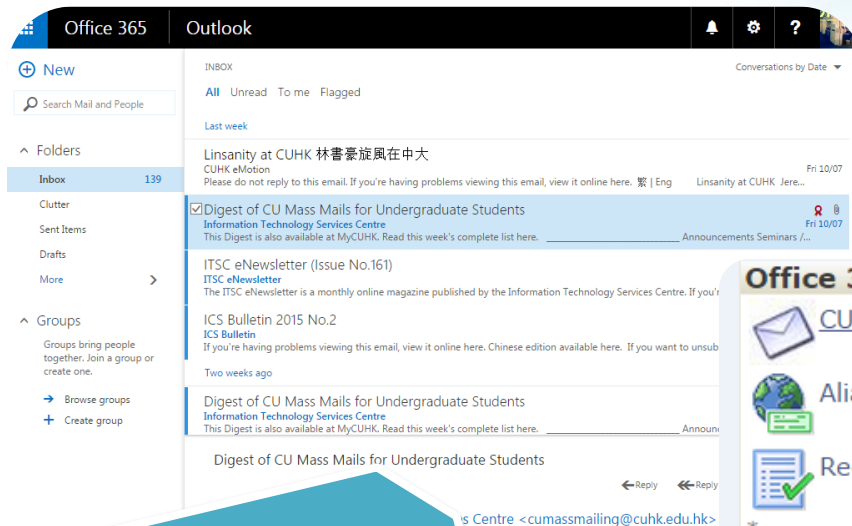 Office 365 Outlook ?
New
Search Mail and People
Folders
Inbox 139
Clutter
Sent Items
Drafts
More
Groups
Groups bring people
together. Join a group or
create one.
Browse groups
Create group
INBOX Conversations by Date
All Unread To me Flagged
Last week
Linsanity at CUHK 林書豪旋風在中大
CUHK eMotion Fri 10/07
Please do not reply to this email. If you're having problems viewing this email, view it online here. 繁 | Eng Linsanity at CUHK Jere...
Digest of CU Mass Mails for Undergraduate Students
Information Technology Services Centre Fri 10/07
This Digest is also available at MyCUHK. Read this week's complete list here. ____________________ Announcements Seminars /...
ITSC eNewsletter (Issue No.161)
ITSC eNewsletter
The ITSC eNewsletter is a monthly online magazine published by the Information Technology Services Centre. If you'r
ICS Bulletin 2015 No.2
ICS Bulletin
If you're having problems viewing this email, view it online here. Chinese edition available here. If you want to unsub
Two weeks ago
Digest of CU Mass Mails for Undergraduate Students
Information Technology Services Centre
This Digest is also available at MyCUHK. Read this week's complete list here. ____________________ Announ
Digest of CU Mass Mails for Undergraduate Students
Reply Reply
s Centre <cumassmailing@cuhk.edu.hk>
Office 3
CU
Alia
Re